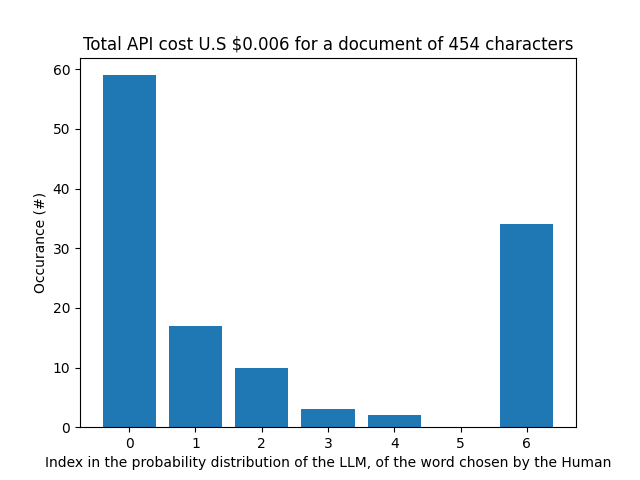 Total API cost U.S $0.006 for a document of 454 characters
60
50
40
30
20
10
0
Occurance (#)
0 1 2 3 4 5 6
Index in the probability distribution of the LLM, of the word chosen by the Human